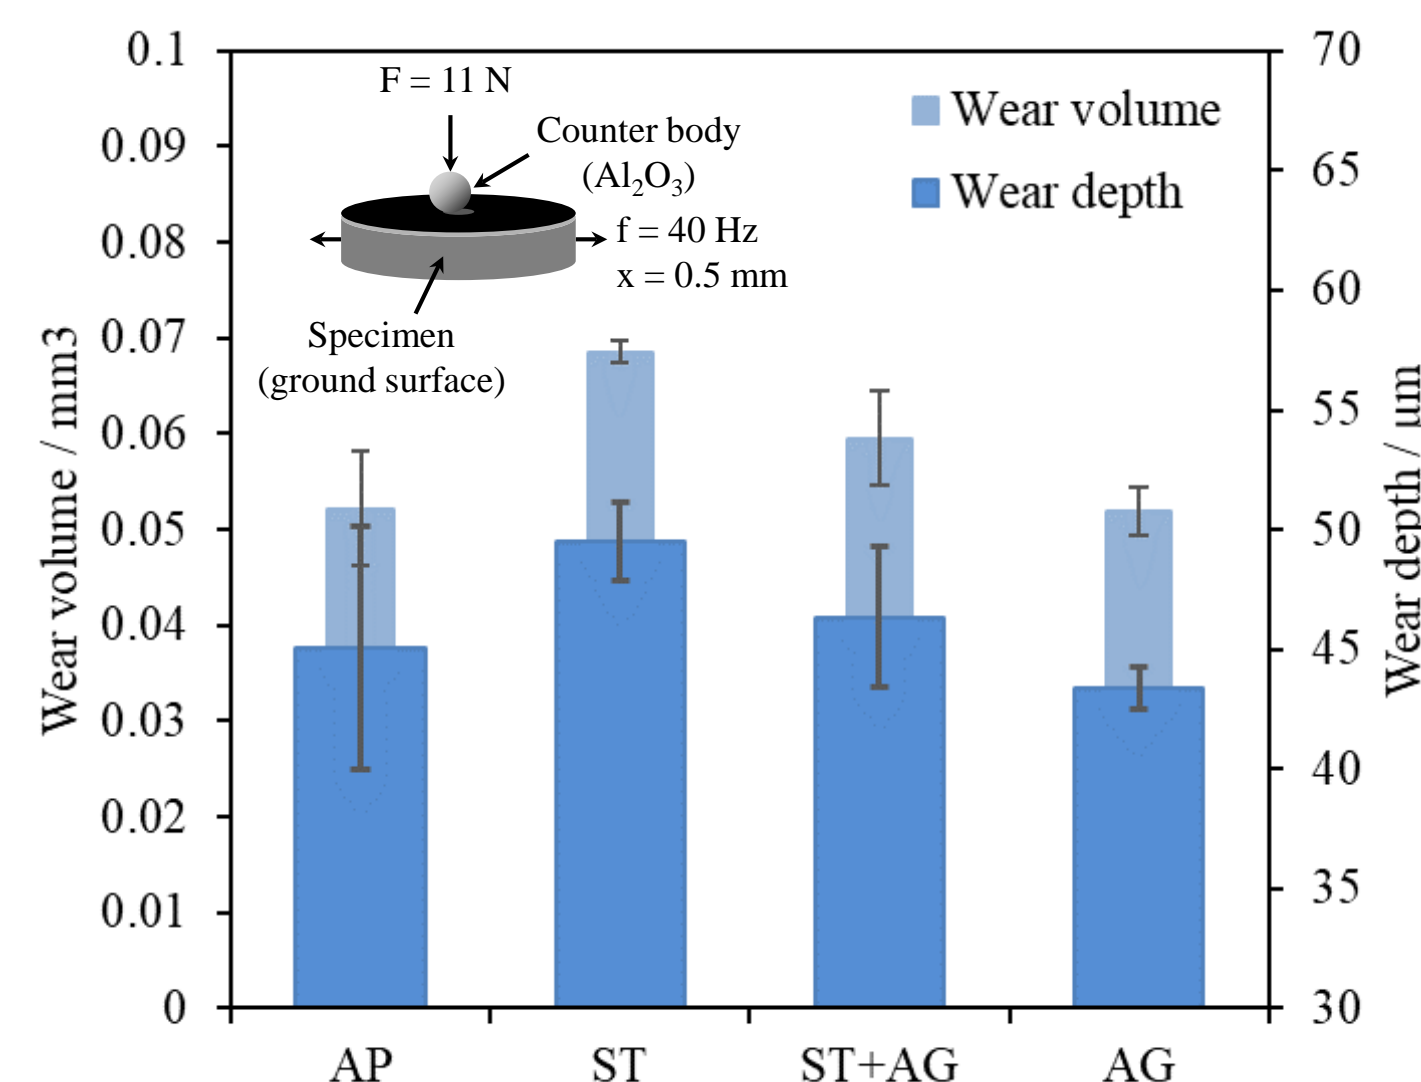 0.1
0.09
0.08
0.07
0.06
0.05
0.04
0.03
0.02
0.01
0
Wear volume / mm3
F = 11 N
Counter body
(Al₂O₃)
f = 40 Hz
x = 0.5 mm
Specimen
(ground surface)
Wear volume
Wear depth
70
65
60
55
50
45
40
35
30
Wear depth / µm
AP
ST
ST+AG
AG